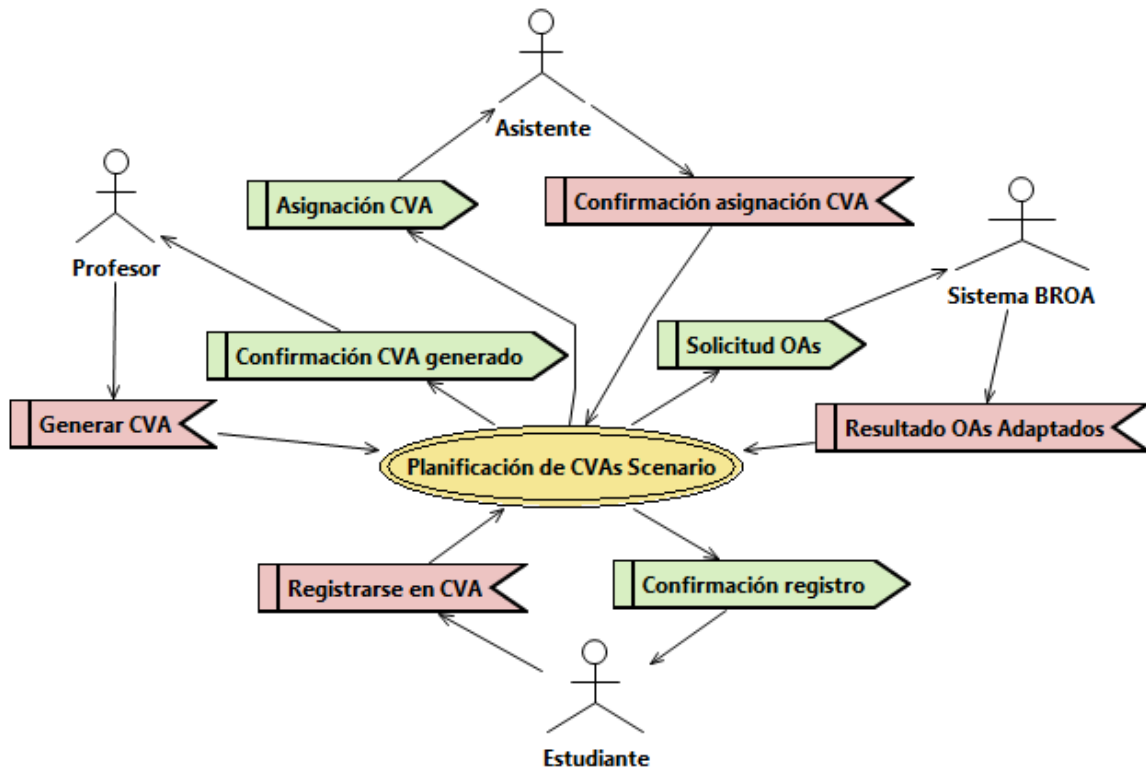 Asistente
Asignación CVA
Confirmación asignación CVA
Profesor
Sistema BROA
Confirmación CVA generado
Solicitud OAs
Generar CVA
Resultado OAs Adaptados
Planificación de CVAs Scenario
Registrarse en CVA
Confirmación registro
Estudiante